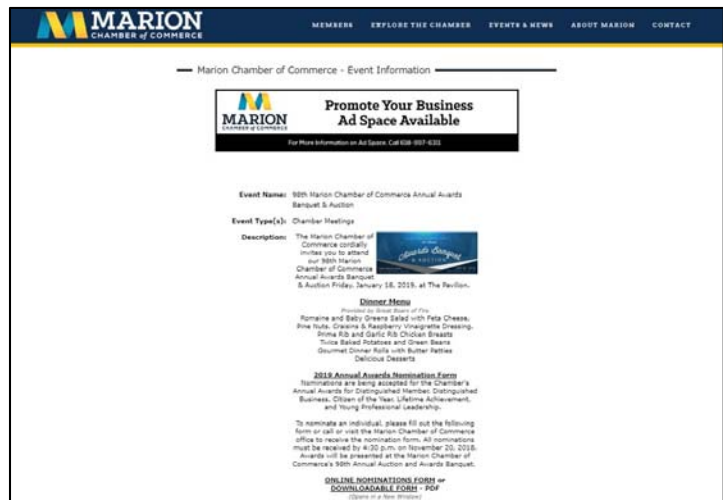 MARION
CHAMBER of COMMERCE
MEMBERS EXPLORE THE CHAMBER EVENTS & NEWS ABOUT MARION CONTACT
Marion Chamber of Commerce - Event Information
MARION
CHAMBER of COMMERCE
Promote Your Business
Ad Space Available
For More Information on Ad Space, Call 618-997-6311
Event Name: 98th Marion Chamber of Commerce Annual Awards
Banquet & Auction
Event Type(s): Chamber Meetings
Description: The Marion Chamber of
Commerce cordially
invites you to attend
our 98th Marion
Chamber of Commerce
Annual Awards Banquet
Awards Banquet
& AUCTION
& Auction Friday, January 18, 2019, at The Pavilion.
Dinner Menu
Provided by Great Boars of Fire
Romaine and Baby Greens Salad with Feta Cheese,
Pine Nuts, Craisins & Raspberry Vinaigrette Dressing,
Prime Rib and Garlic Rib Chicken Breasts
Twice Baked Potatoes and Green Beans
Gourmet Dinner Rolls with Butter Patties
Delicious Desserts
2019 Annual Awards Nomination Form
Nominations are being accepted for the Chamber's
Annual Awards for Distinguished Member, Distinguished
Business, Citizen of the Year, Lifetime Achievement,
and Young Professional Leadership.
To nominate an individual, please fill out the following
form or call or visit the Marion Chamber of Commerce
office to receive the nomination form. All nominations
must be received by 4:30 p.m. on November 20, 2018.
Awards will be presented at the Marion Chamber of
Commerce's 98th Annual Auction and Awards Banquet.
ONLINE NOMINATIONS FORM or
DOWNLOADABLE FORM - PDF
(Opens in a New Window)